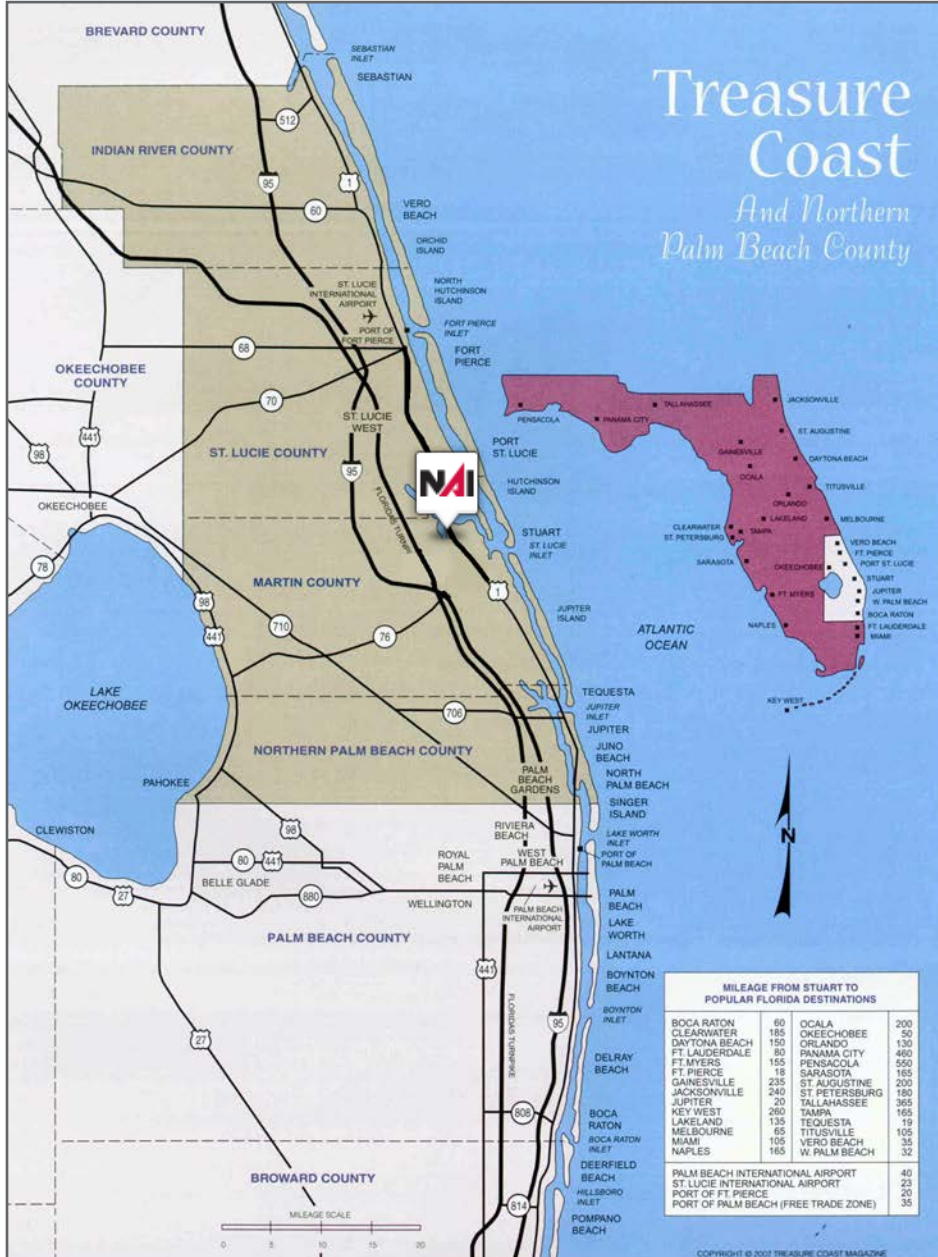 Treasure
Coast
And Northern
Palm Beach County
BREVARD COUNTY
SEBASTIAN
INLET
SEBASTIAN
512
INDIAN RIVER COUNTY
95
1
60
VERO
BEACH
ORCHID
ISLAND
ST. LUCIE
INTERNATIONAL
AIRPORT
NORTH
HUTCHINSON
ISLAND
PORT OF
FORT PIERCE
FORT PIERCE
INLET
FORT
PIERCE
68
OKEECHOBEE
COUNTY
70
441
98
ST. LUCIE
WEST
ST. LUCIE COUNTY
95
PORT
ST. LUCIE
NAI
HUTCHINSON
ISLAND
FLORIDAS TURNPI
OKEECHOBEE
STUART
ST. LUCIE
INLET
78
MARTIN COUNTY
98
441
710
76
1
JUPITER
ISLAND
ATLANTIC
OCEAN
LAKE
OKEECHOBEE
TEQUESTA
706
JUPITER
INLET
JUPITER
NORTHERN PALM BEACH COUNTY
JUNO
BEACH
PAHOKEE
PALM
BEACH
GARDENS
NORTH
PALM BEACH
SINGER
ISLAND
CLEWISTON
98
RIVIERA
BEACH
LAKE WORTH
INLET
PORT OF
PALM BEACH
80
441
ROYAL
PALM
BEACH
WEST
PALM BEACH
80
27
BELLE GLADE
880
WELLINGTON
PALM BEACH
INTERNATIONAL
AIRPORT
PALM
BEACH
LAKE
WORTH
PALM BEACH COUNTY
LANTANA
441
BOYNTON
BEACH
FLORIDAS TURNPIKE
95
BOYNTON
INLET
27
DELRAY
BEACH
808
BOCA
RATON
BOCA RATON
INLET
BROWARD COUNTY
DEERFIELD
BEACH
HILLSBORO
INLET
814
POMPANO
BEACH
MILEAGE SCALE
0 5 10 15 20
PENSACOLA
PANAMA CITY
TALLAHASSEE
JACKSONVILLE
ST. AUGUSTINE
GAINESVILLE
OCALA
DAYTONA BEACH
TITUSVILLE
ORLANDO
LAKELAND
MELBOURNE
CLEARWATER
TAMPA
ST. PETERSBURG
VERO BEACH
FT. PIERCE
PORT ST. LUCIE
SARASOTA
OKEECHOBEE
STUART
JUPITER
W. PALM BEACH
FT. MYERS
BOCA RATON
NAPLES
FT. LAUDERDALE
MIAMI
KEY WEST
N
MILEAGE FROM STUART TO
POPULAR FLORIDA DESTINATIONS
BOCA RATON 60 OCALA 200
CLEARWATER 185 OKEECHOBEE 50
DAYTONA BEACH 150 ORLANDO 130
FT. LAUDERDALE 80 PANAMA CITY 460
FT.MYERS 155 PENSACOLA 550
FT. PIERCE 18 SARASOTA 165
GAINESVILLE 235 ST. AUGUSTINE 200
JACKSONVILLE 240 ST. PETERSBURG 180
JUPITER 20 TALLAHASSEE 365
KEY WEST 260 TAMPA 165
LAKELAND 135 TEQUESTA 19
MELBOURNE 65 TITUSVILLE 105
MIAMI 105 VERO BEACH 35
NAPLES 165 W. PALM BEACH 32
PALM BEACH INTERNATIONAL AIRPORT 40
ST. LUCIE INTERNATIONAL AIRPORT 23
PORT OF FT. PIERCE 20
PORT OF PALM BEACH (FREE TRADE ZONE) 35
COPYRIGHT © 2007 TREASURE COAST MAGAZINE